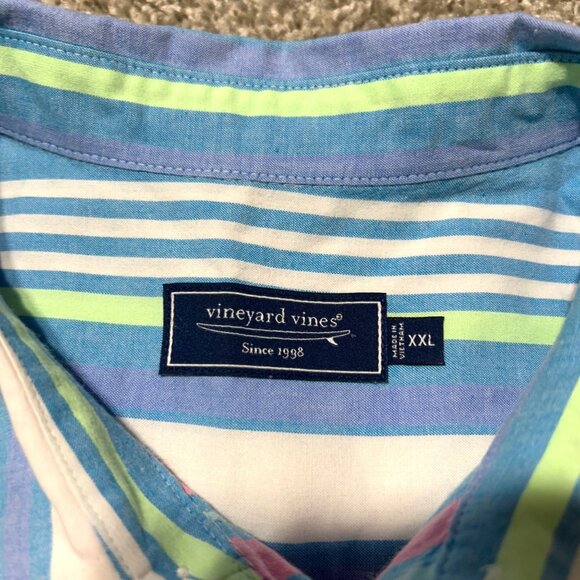 vineyard vines®
Since 1998
MADE IN
VIETNAM
XXL